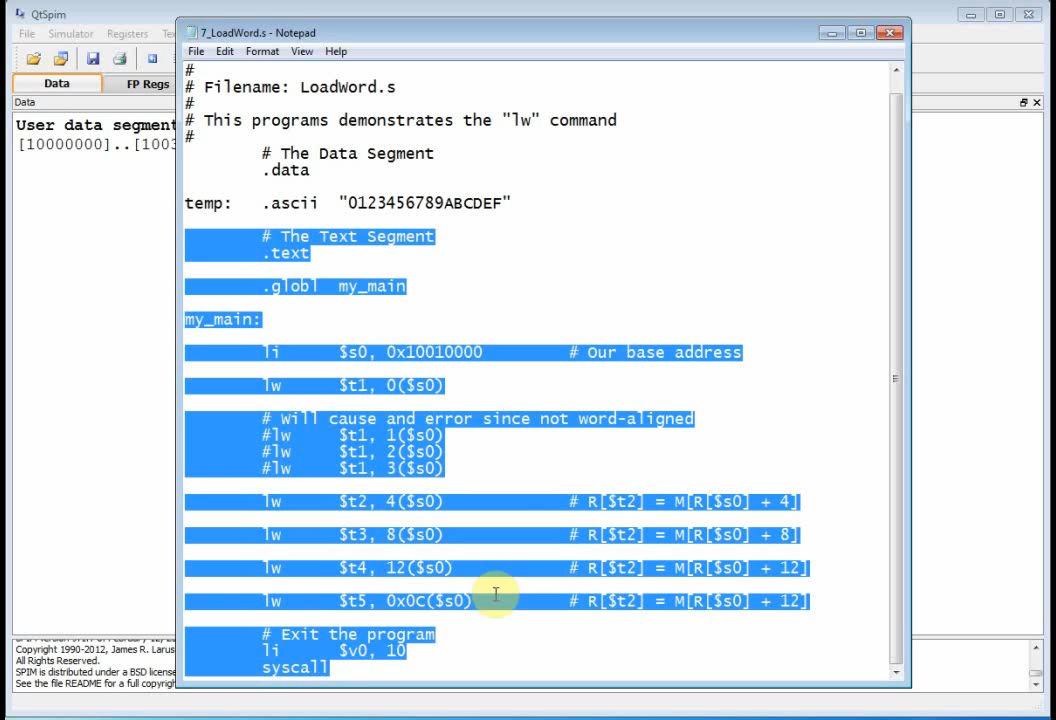 QtSpim
File Simulator Registers
Data FP Regs
Data
User data segment
[10000000]..[1003
7_LoadWord.s - Notepad
File Edit Format View Help
#
# Filename: LoadWord.s
#
# This programs demonstrates the "lw" command
#
# The Data Segment
.data
temp: .ascii "0123456789ABCDEF"
# The Text Segment
.text
.globl my_main
my_main:
li $s0, 0x10010000 # Our base address
lw $t1, 0($s0)
# Will cause and error since not word-aligned
#lw $t1, 1($s0)
#lw $t1, 2($s0)
#lw $t1, 3($s0)
lw $t2, 4($s0) # R[$t2] = M[R[$s0] + 4]
lw $t3, 8($s0) # R[$t2] = M[R[$s0] + 8]
lw $t4, 12($s0) # R[$t2] = M[R[$s0] + 12]
lw $t5, 0x0C($s0) # R[$t2] = M[R[$s0] + 12]
# Exit the program
li $v0, 10
syscall
Copyright 1990-2012, James R. Larus
All Rights Reserved.
SPIM is distributed under a BSD license
See the file README for a full copyrigh